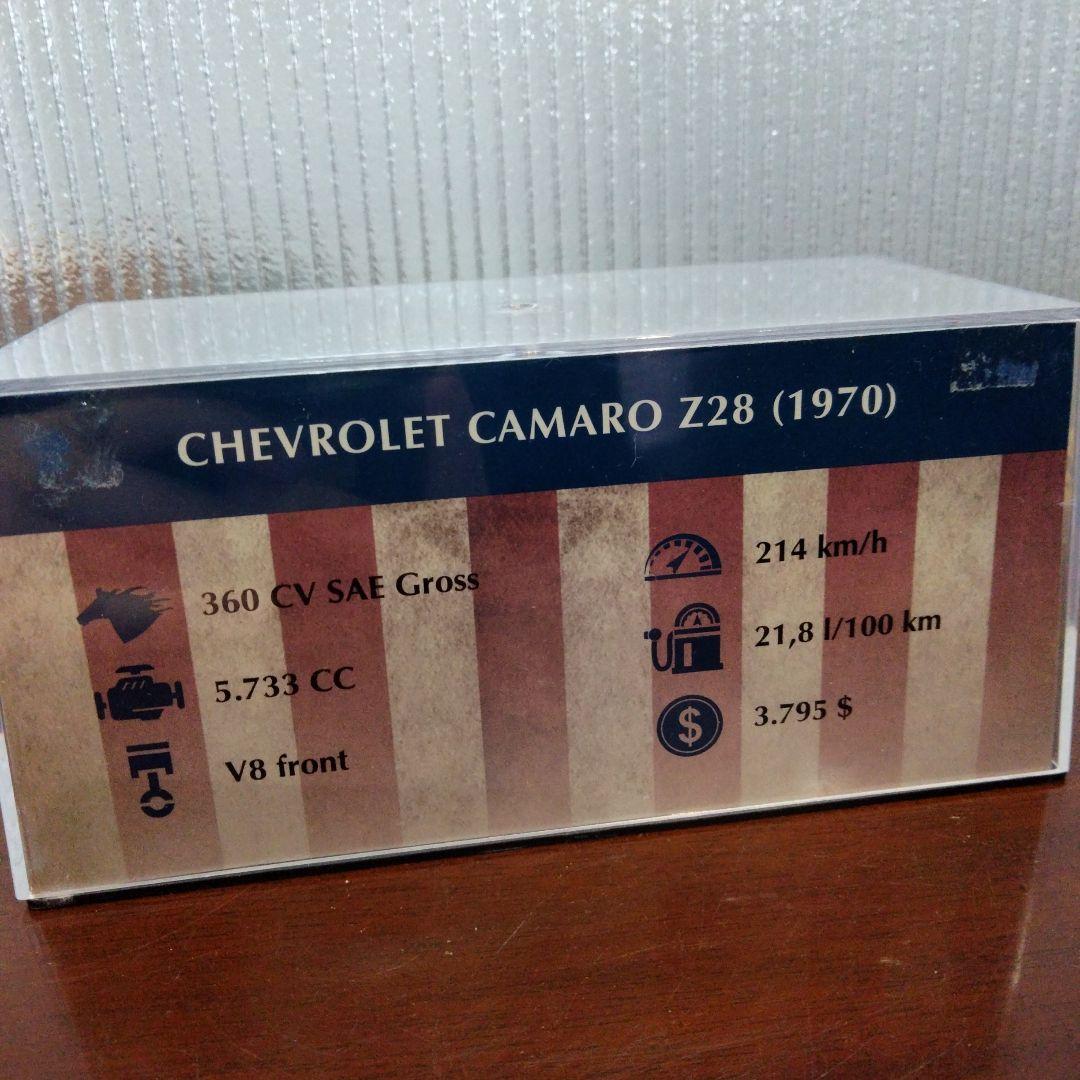 CHEVROLET CAMARO Z28 (1970)
360 CV SAE Gross
5.733 CC
V8 front
214 km/h
21,8 l/100 km
$
3.795 $